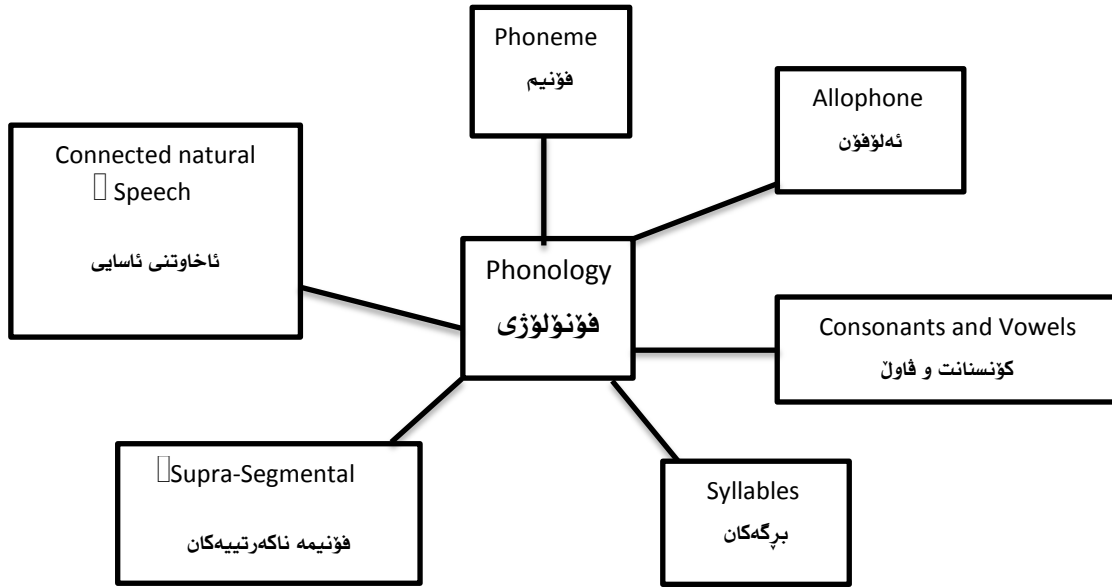 Phoneme
فۆنیم
Allophone
ئەلۆفۆن
Connected natural
Speech
ئاخاوتنی ئاسایی
Phonology
فۆنۆلۆژی
Consonants and Vowels
کۆنسنانت و ڤاوڵ
Supra-Segmental
فۆنیمە ناکەرتییەکان
Syllables
بڕگەکان